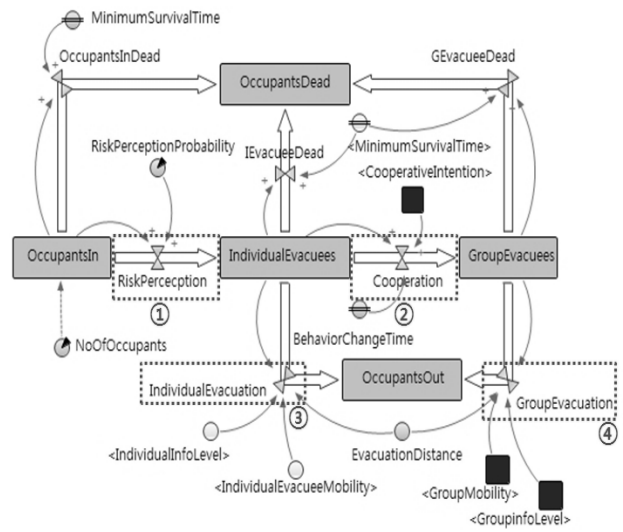 MinimumSurvivalTime
OccupantsInDead
GEvacueeDead
OccupantsDead
RiskPerceptionProbability
IEvacueeDead
<MinimumSurvivalTime>
<CooperativeIntention>
OccupantsIn
RiskPercecption
IndividualEvacuees
Cooperation
GroupEvacuees
①
②
NoOfOccupants
BehaviorChangeTime
IndividualEvacuation
OccupantsOut
GroupEvacuation
③
④
<IndividualInfoLevel>
EvacuationDistance
<IndividualEvacueeMobility>
<GroupMobility>
<GroupinfoLevel>